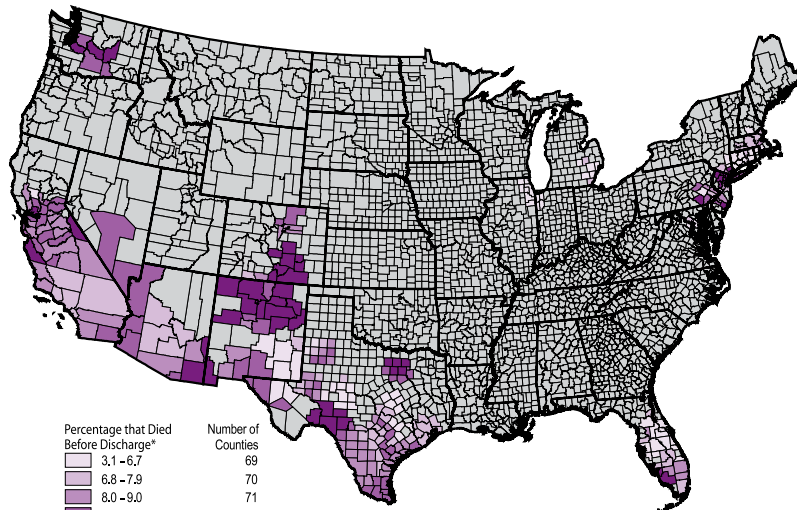 Percentage that Died Number of
Before Discharge* Counties
3.1 – 6.7 69
6.8 – 7.9 70
8.0 – 9.0 71